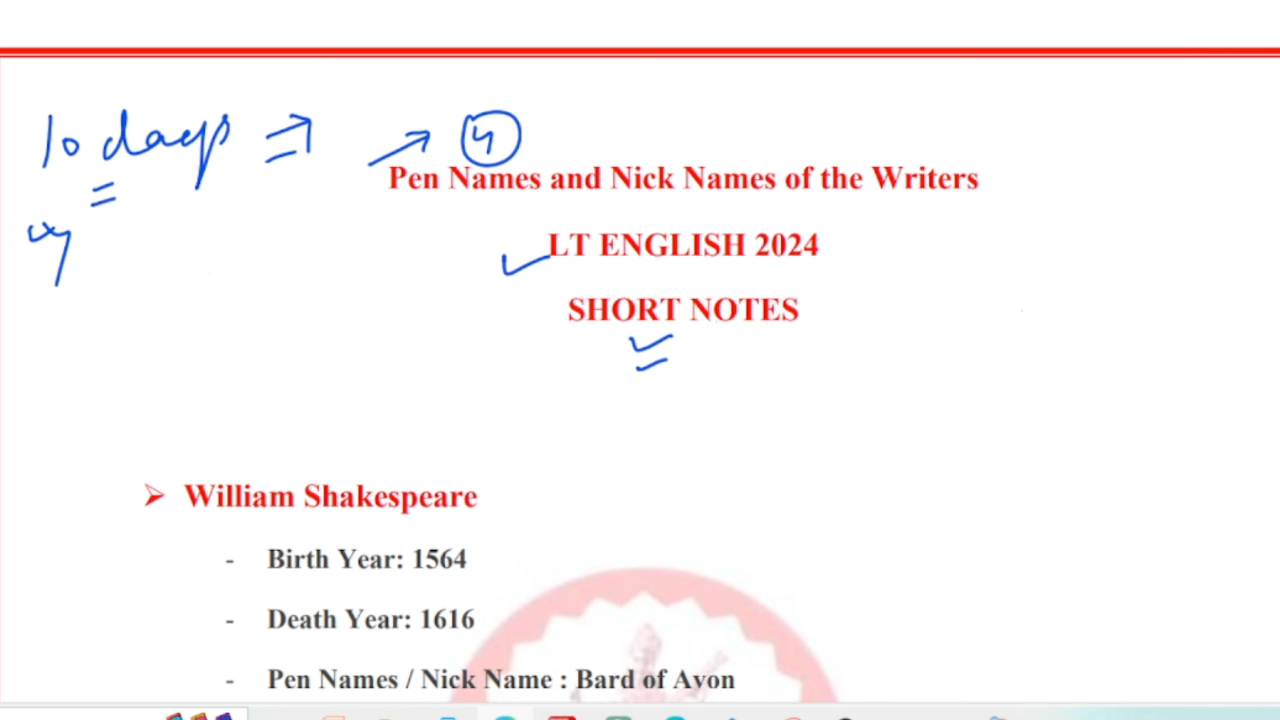 10 days ⇒ → 4
Pen Names and Nick Names of the Writers
LT ENGLISH 2024
SHORT NOTES
➢ William Shakespeare
- Birth Year: 1564
- Death Year: 1616
- Pen Names / Nick Name : Bard of Avon